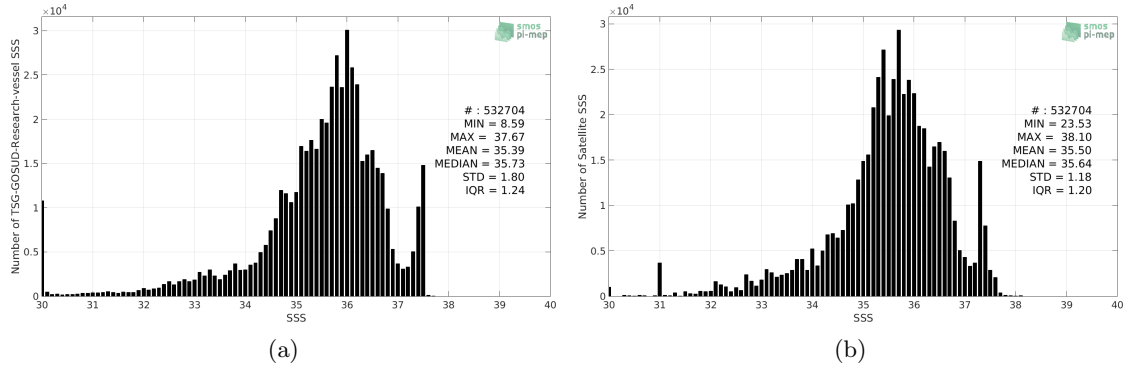 ×10⁴
3
2.5
2
1.5
1
0.5
0
30 31 32 33 34 35 36 37 38 39 40
SSS
Number of TSG-GOSUD-Research-vessel SSS
smos
pi-mep
# : 532704
MIN = 8.59
MAX = 37.67
MEAN = 35.39
MEDIAN = 35.73
STD = 1.80
IQR = 1.24
(a)
×10⁴
3
2.5
2
1.5
1
0.5
0
30 31 32 33 34 35 36 37 38 39 40
SSS
Number of Satellite SSS
smos
pi-mep
# : 532704
MIN = 23.53
MAX = 38.10
MEAN = 35.50
MEDIAN = 35.64
STD = 1.18
IQR = 1.20
(b)